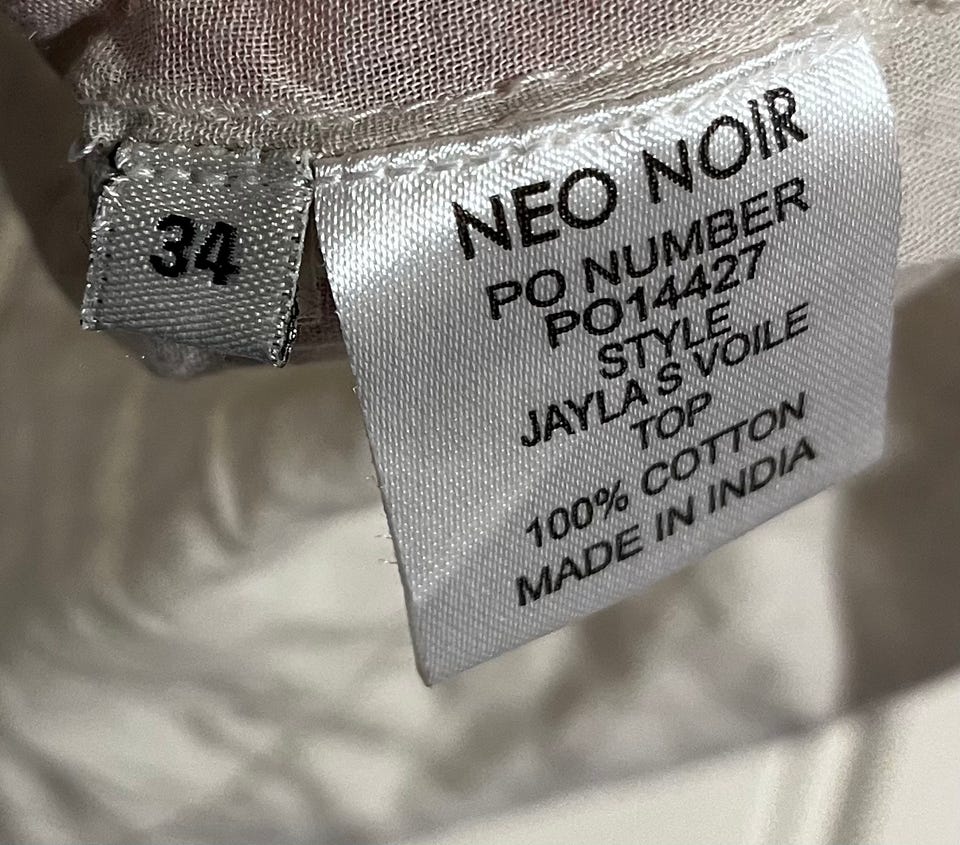 34
NEO NOIR
PO NUMBER
PO14427
STYLE
JAYLA S VOILE
TOP
100% COTTON
MADE IN INDIA